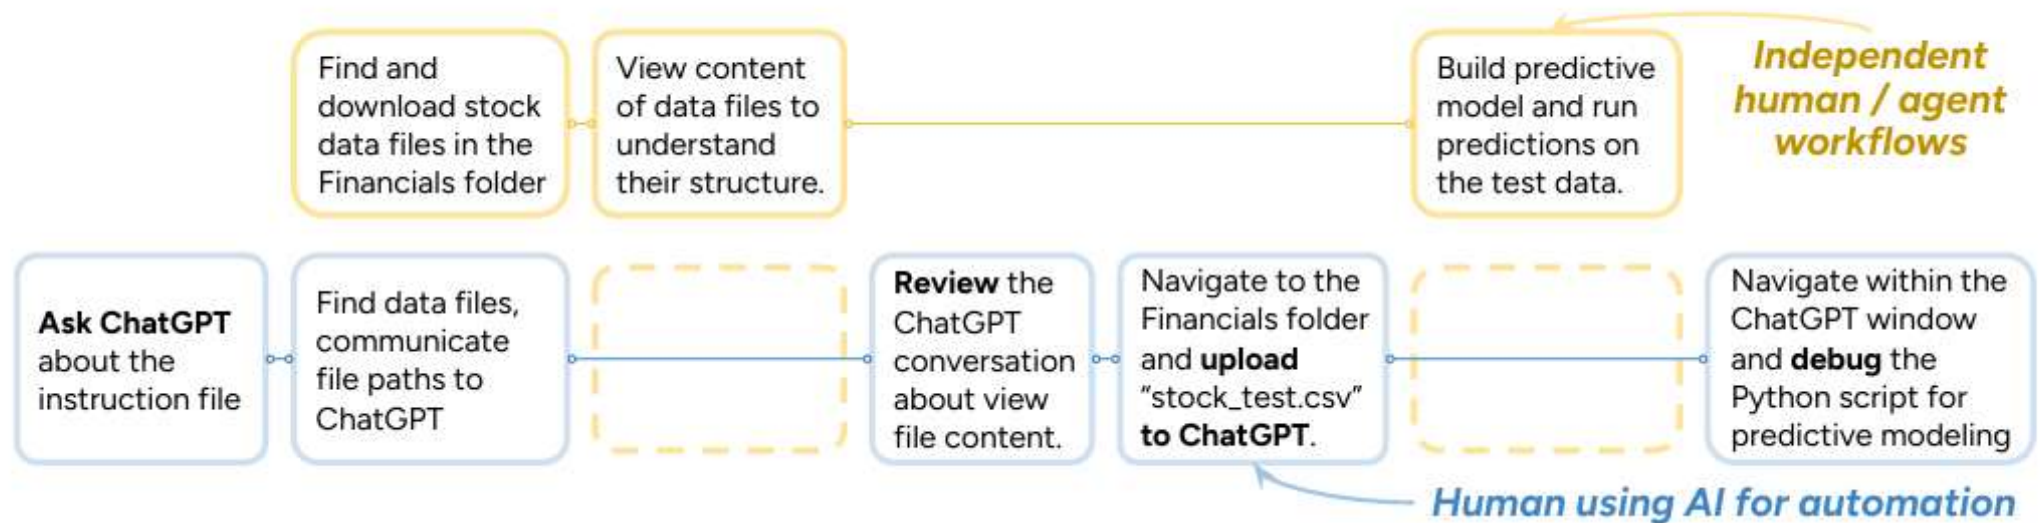 Find and
download stock
data files in the
Financials folder
View content
of data files to
understand
their structure.
Build predictive
model and run
predictions on
the test data.
Independent
human / agent
workflows
Ask ChatGPT
about the
instruction file
Find data files,
communicate
file paths to
ChatGPT
Review the
ChatGPT
conversation
about view
file content.
Navigate to the
Financials folder
and upload
“stock_test.csv”
to ChatGPT.
Navigate within the
ChatGPT window
and debug the
Python script for
predictive modeling
Human using AI for automation